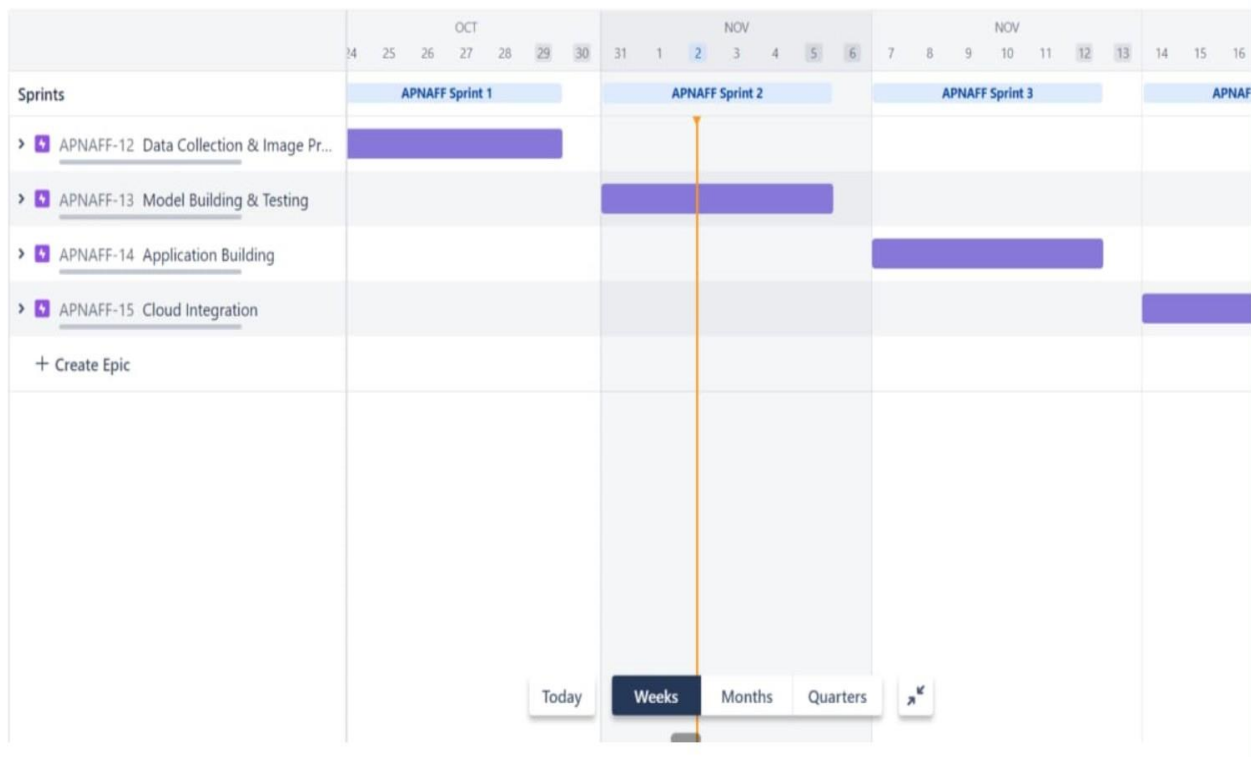 OCT NOV NOV
24 25 26 27 28 29 30 31 1 2 3 4 5 6 7 8 9 10 11 12 13 14 15 16
Sprints APNAFF Sprint 1 APNAFF Sprint 2 APNAFF Sprint 3 APNAF
APNAFF-12 Data Collection & Image Pr...
APNAFF-13 Model Building & Testing
APNAFF-14 Application Building
APNAFF-15 Cloud Integration
+ Create Epic
Today Weeks Months Quarters